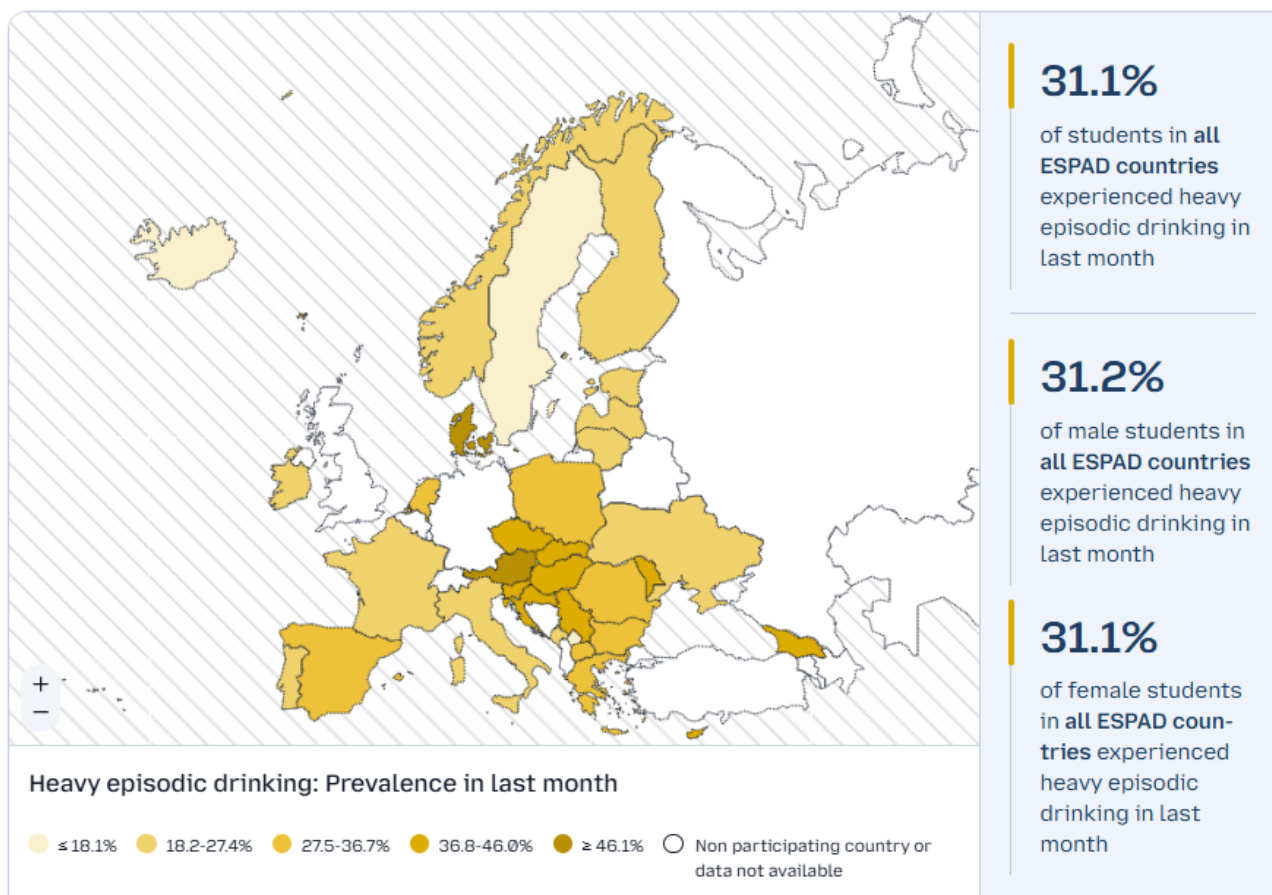 31.1%
of students in all
ESPAD countries
experienced heavy
episodic drinking in
last month
31.2%
of male students in
all ESPAD countries
experienced heavy
episodic drinking in
last month
31.1%
of female students
in all ESPAD coun-
tries experienced
heavy episodic
drinking in last
month
+
−
Heavy episodic drinking: Prevalence in last month
≤ 18.1% 18.2-27.4% 27.5-36.7% 36.8-46.0% ≥ 46.1% Non participating country or
data not available